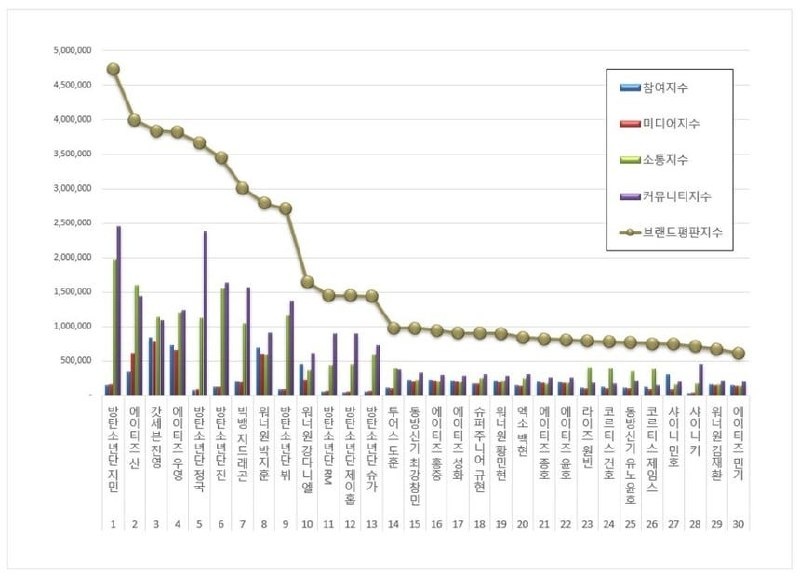 5,000,000
4,500,000
4,000,000
3,500,000
3,000,000
2,500,000
2,000,000
1,500,000
1,000,000
500,000
-
참여지수
미디어지수
소통지수
커뮤니티지수
브랜드평판지수
방탄소년단 지민
에이티즈 산
갓세븐 진영
에이티즈 우영
방탄소년단 정국
방탄소년단 진
빅뱅 지드래곤
워너원 박지훈
방탄소년단 뷔
워너원 강다니엘
방탄소년단 RM
방탄소년단 제이홉
방탄소년단 슈가
투어스 도훈
동방신기 최강창민
에이티즈 홍중
에이티즈 성화
슈퍼주니어 규현
워너원 황민현
엑소 백현
에이티즈 종호
에이티즈 윤호
라이즈 원빈
코르티스 건호
동방신기 유노윤호
코르티스 제임스
샤이니 민호
샤이니 키
워너원 김재환
에이티즈 민기
1 2 3 4 5 6 7 8 9 10 11 12 13 14 15 16 17 18 19 20 21 22 23 24 25 26 27 28 29 30